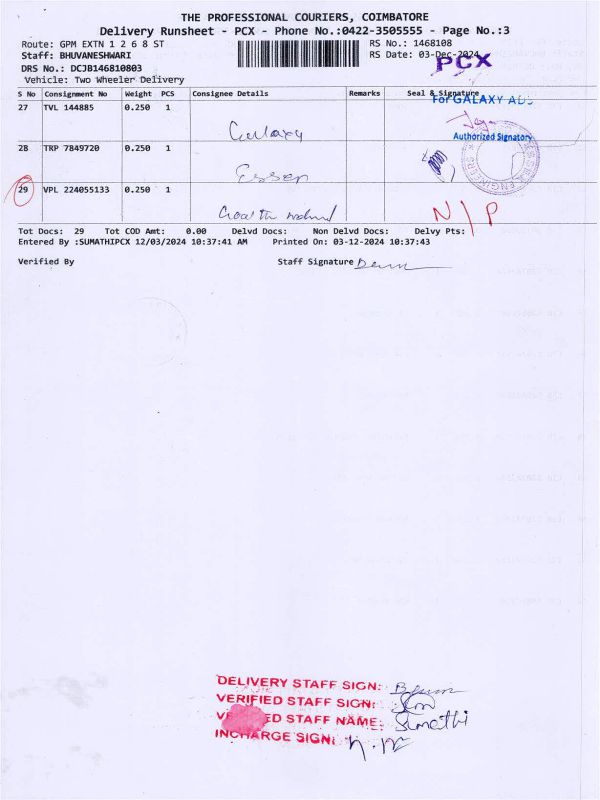 THE PROFESSIONAL COURIERS, COIMBATORE
Delivery Runsheet - PCX - Phone No.:0422-3505555 - Page No.:3
Route: GPM EXTN 1 2 6 8 ST RS No.: 1468108
Staff: BHUVANESHWARI RS Date: 03-Dec-2024
PCX
DRS No.: DCJB146810803
Vehicle: Two Wheeler Delivery
S No Consignment No Weight PCS Consignee Details Remarks Seal & Signature
For GALAXY ADS
27 TVL 144885 0.250 1
Galaxy
Authorized Signatory
28 TRP 7849720 0.250 1
Essen
ENGINEERS
29 VPL 224055133 0.250 1
N/P
Tot Docs: 29 Tot COD Amt: 0.00 Delvd Docs: Non Delvd Docs: Delvy Pts:
Entered By :SUMATHIPCX 12/03/2024 10:37:41 AM Printed On: 03-12-2024 10:37:43
Verified By Staff Signature
DELIVERY STAFF SIGN:
VERIFIED STAFF SIGN:
VERIFIED STAFF NAME: Sumathi
INCHARGE SIGN: